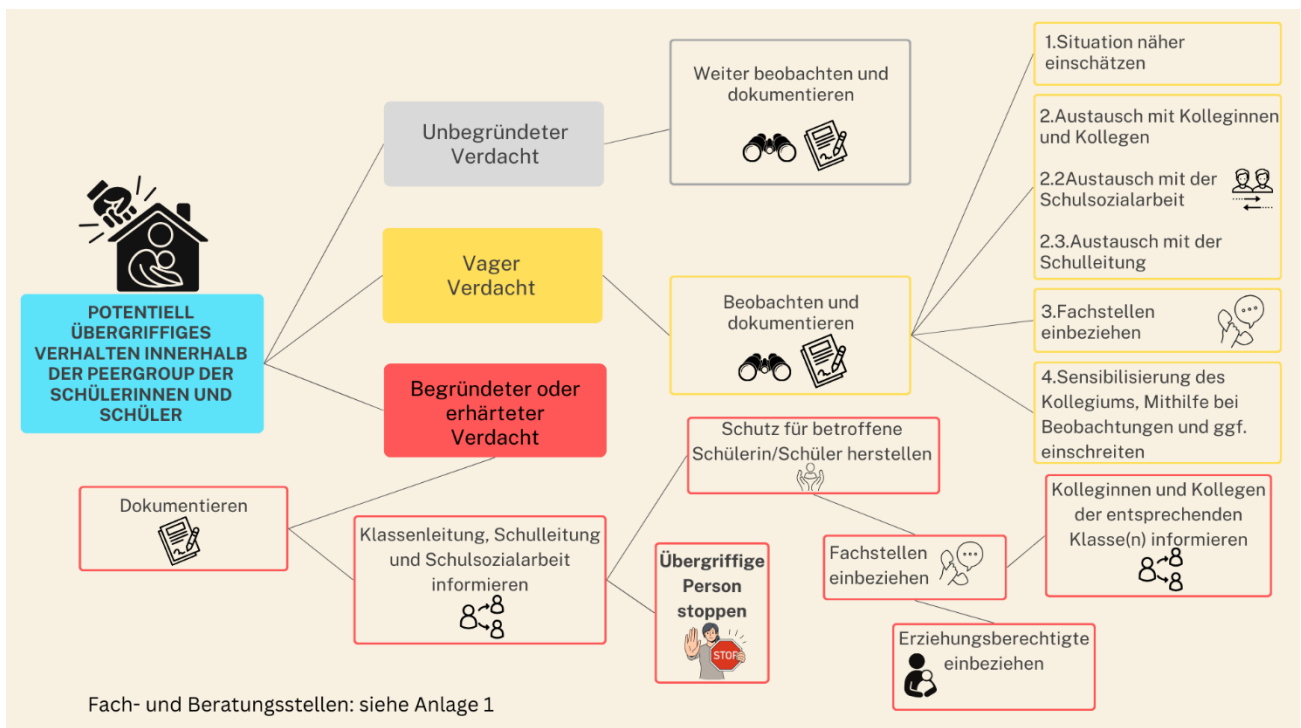 POTENTIELL
ÜBERGRIFFIGES
VERHALTEN INNERHALB
DER PEERGROUP DER
SCHÜLERINNEN UND
SCHÜLER
Unbegründeter
Verdacht
Weiter beobachten und
dokumentieren
Vager
Verdacht
Beobachten und
dokumentieren
1.Situation näher
einschätzen
2.Austausch mit Kolleginnen
und Kollegen
2.2Austausch mit der
Schulsozialarbeit
2.3.Austausch mit der
Schulleitung
3.Fachstellen
einbeziehen
4.Sensibilisierung des
Kollegiums, Mithilfe bei
Beobachtungen und ggf.
einschreiten
Begründeter oder
erhärteter
Verdacht
Dokumentieren
Klassenleitung, Schulleitung
und Schulsozialarbeit
informieren
Schutz für betroffene
Schülerin/Schüler herstellen
Übergriffige
Person
stoppen
STOP
Fachstellen
einbeziehen
Kolleginnen und Kollegen
der entsprechenden
Klasse(n) informieren
Erziehungsberechtigte
einbeziehen
Fach- und Beratungsstellen: siehe Anlage 1